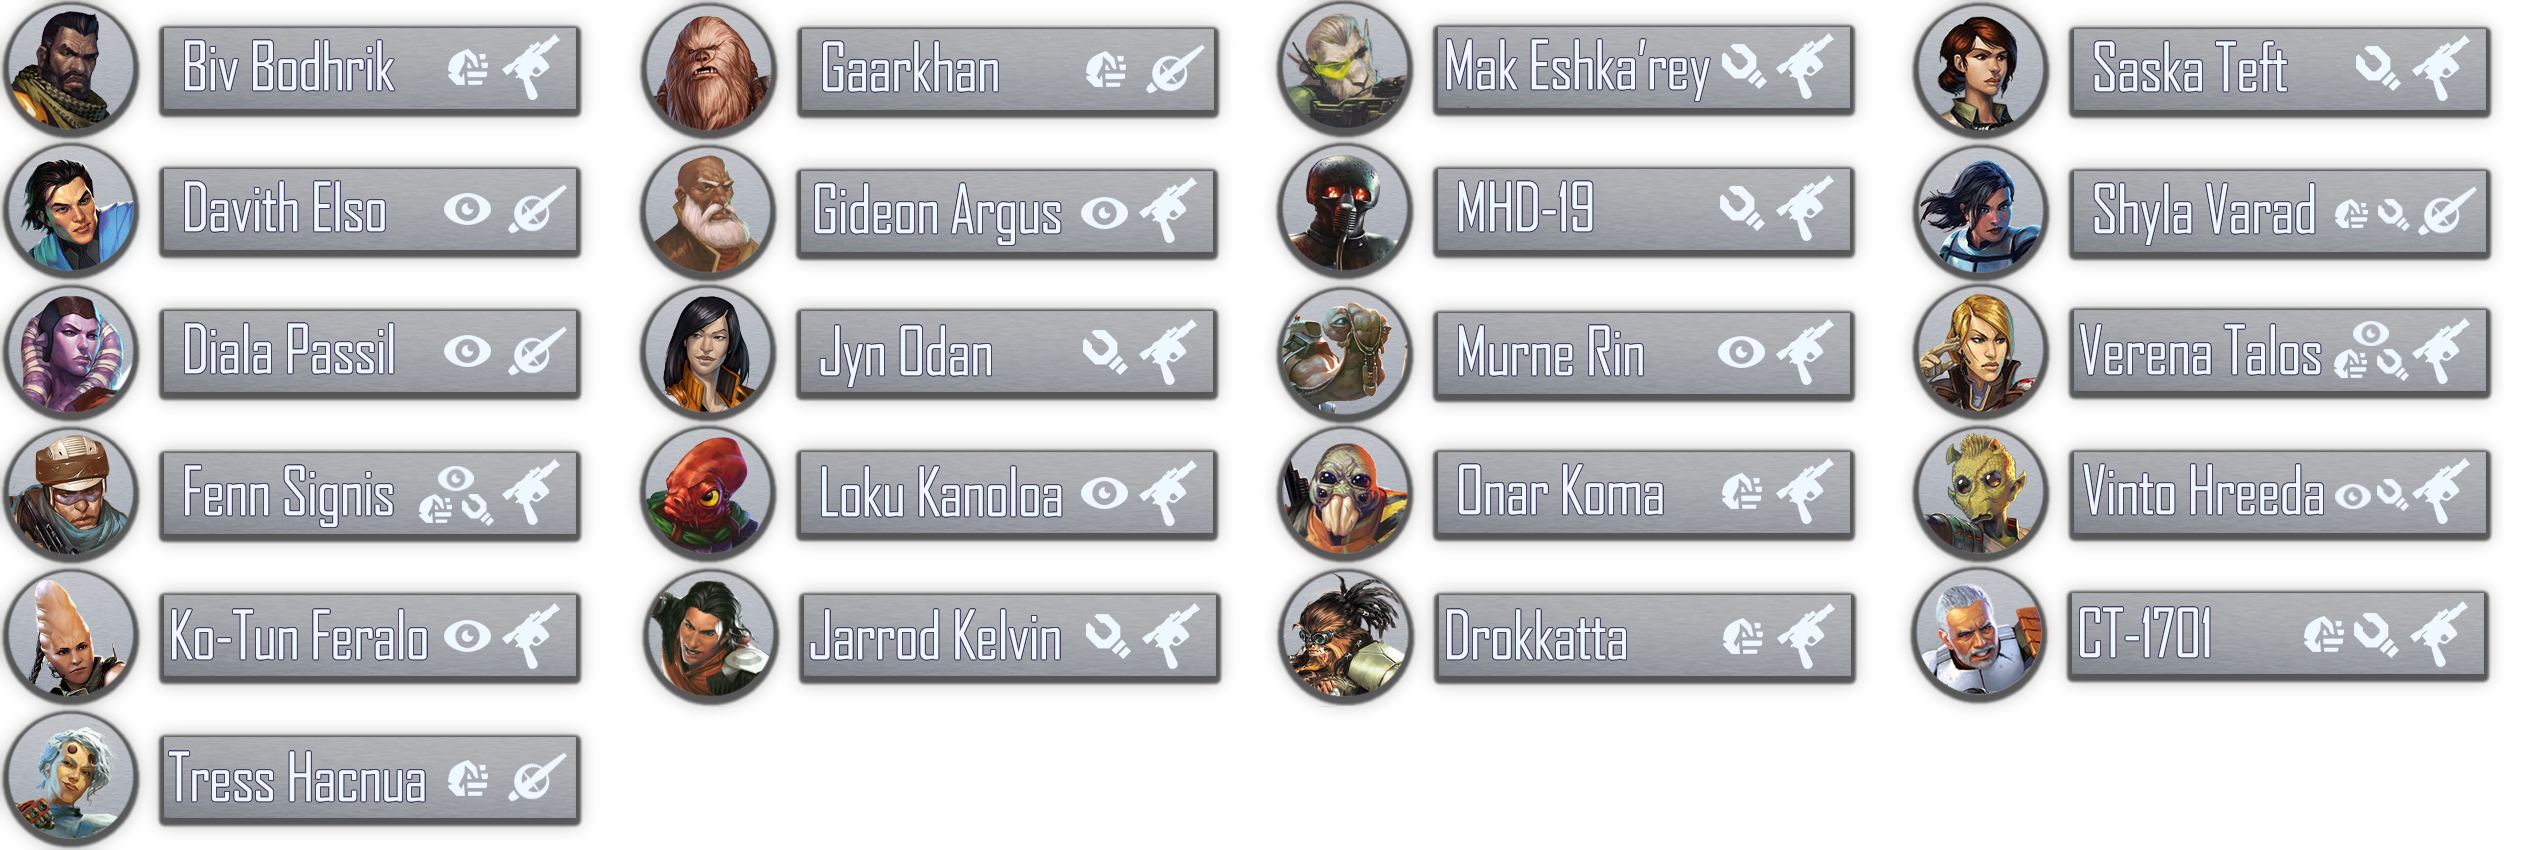 Biv Bodhrik
Gaarkhan
Mak Eshka'rey
Saska Teft
Davith Elso
Gideon Argus
MHD-19
Shyla Varad
Diala Passil
Jyn Odan
Murne Rin
Verena Talos
Fenn Signis
Loku Kanoloa
Onar Koma
Vinto Hreeda
Ko-Tun Feralo
Jarrod Kelvin
Drokkatta
CT-1701
Tress Hacnua